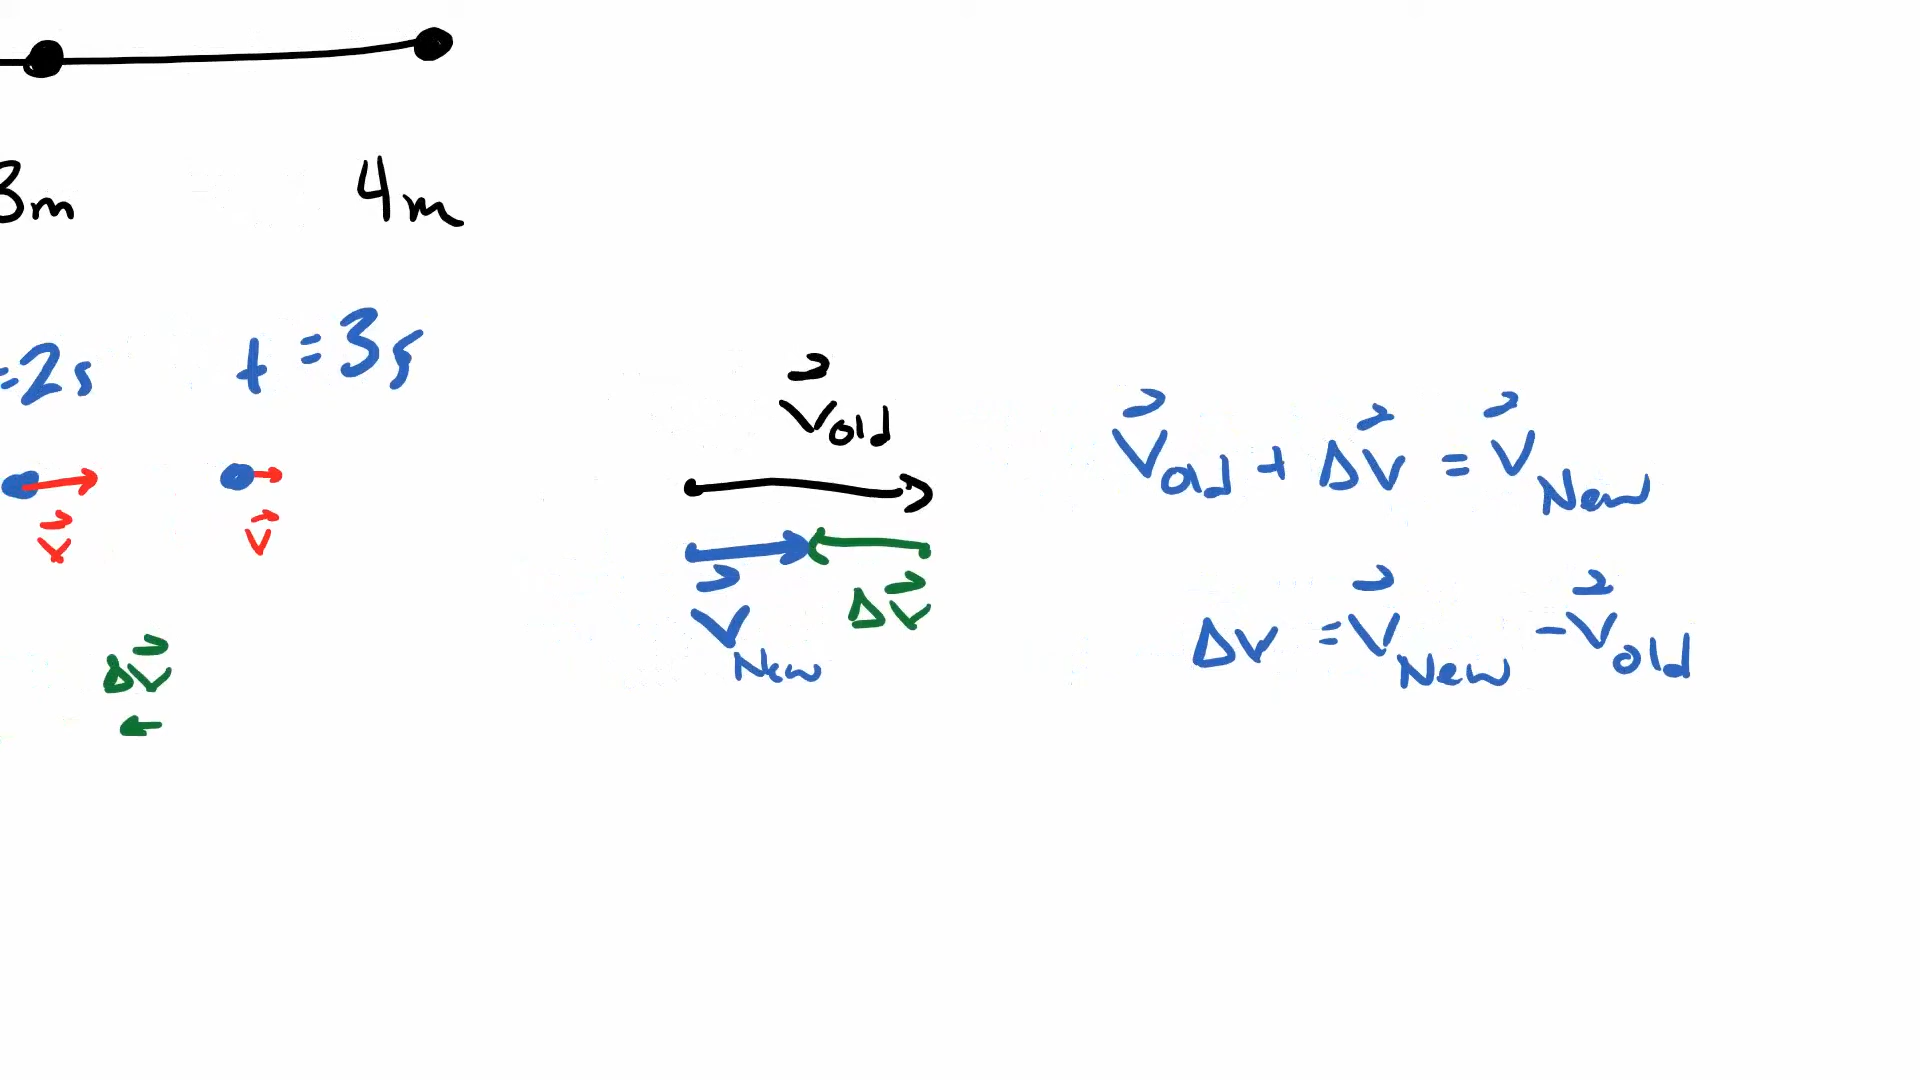 3m 4m
=2s t=3s
v⃗ v⃗
Δv⃗
v⃗old
v⃗New Δv⃗
v⃗old + Δv⃗ = v⃗New
Δv = v⃗New - v⃗old